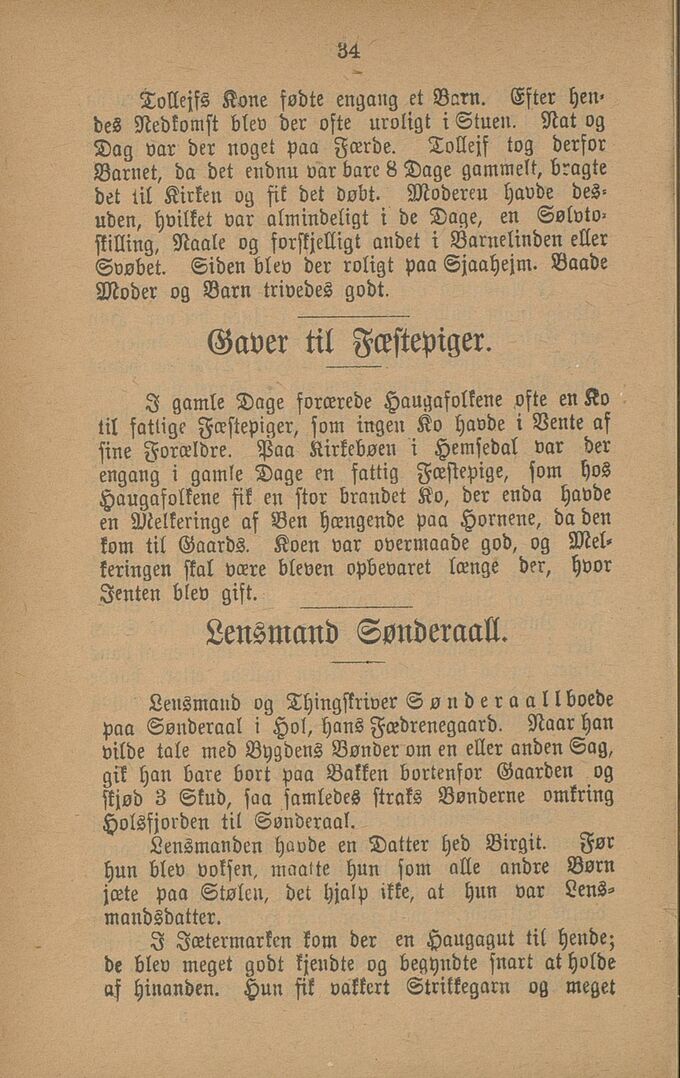 34
Tollejfs Kone fødte engang et Barn. Efter hen-
des Nedkomst blev der ofte uroligt i Stuen. Nat og
Dag var der noget paa Færde. Tollejf tog derfor
Barnet, da det endnu var bare 8 Dage gammelt, bragte
det til Kirken og fik det døbt. Moderen havde des-
uden, hvilket var almindeligt i de Dage, en Sølvto-
skilling, Naale og forskjelligt andet i Barnelinden eller
Svøbet. Siden blev der roligt paa Sjaahejm. Baade
Moder og Barn trivedes godt.
Gaver til Fæstepiger.
I gamle Dage forærede Haugafolkene ofte en Ko
til fattige Fæstepiger, som ingen Ko havde i Vente af
sine Forældre. Paa Kirkebøen i Hemsedal var der
engang i gamle Dage en fattig Fæstepige, som hos
Haugafolkene fik en stor brandet Ko, der enda havde
en Melkeringe af Ben hængende paa Hornene, da den
kom til Gaards. Koen var overmaade god, og Mel-
keringen skal være bleven opbevaret længe der, hvor
Jenten blev gift.
Lensmand Sønderaall.
Lensmand og Thingskriver Sønderaall boede
paa Sønderaal i Hol, hans Fædrenegaard. Naar han
vilde tale med Bygdens Bønder om en eller anden Sag,
gik han bare bort paa Bakken bortenfor Gaarden og
skjød 3 Skud, saa samledes straks Bønderne omkring
Holsfjorden til Sønderaal.
Lensmanden havde en Datter hed Birgit. Før
hun blev voksen, maatte hun som alle andre Børn
jæte paa Stølen, det hjalp ikke, at hun var Lens-
mandsdatter.
I Jætermarken kom der en Haugagut til hende;
de blev meget godt kjendte og begyndte snart at holde
af hinanden. Hun fik vakkert Strikkegarn og meget